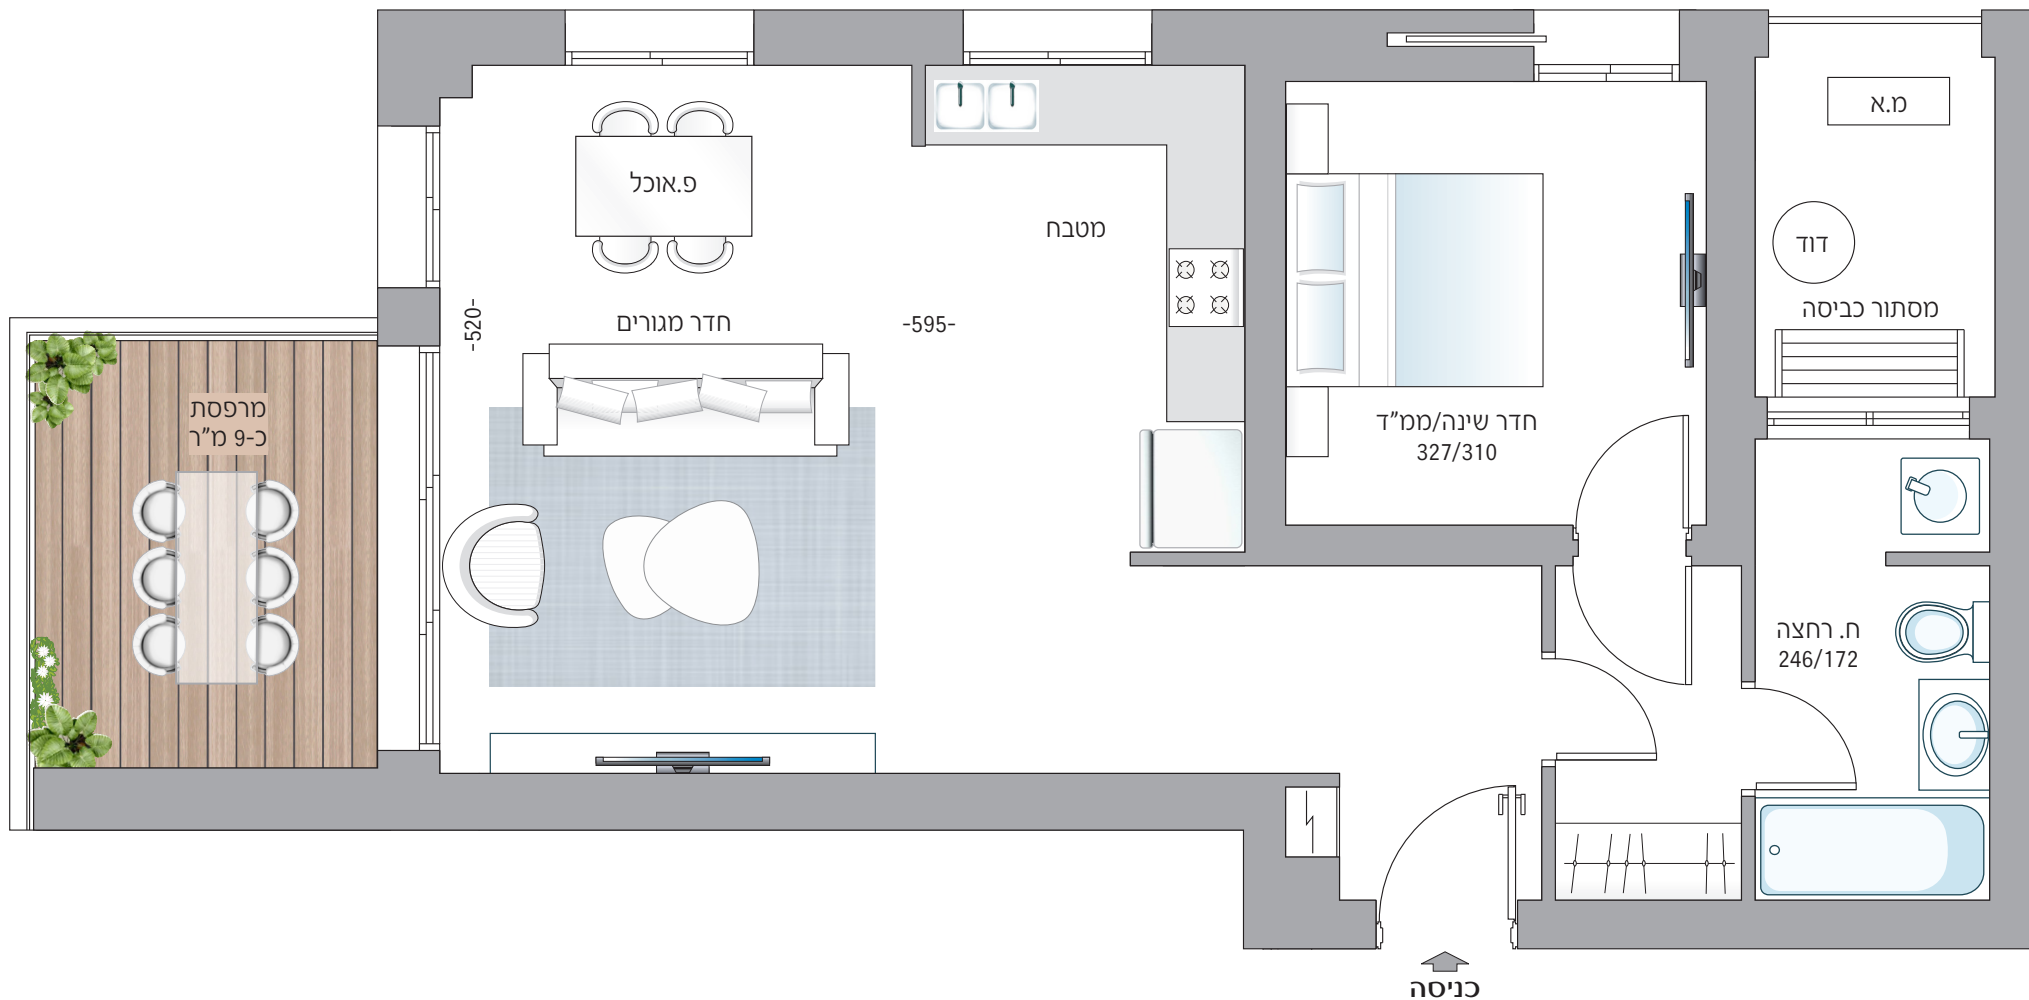 מ.א
פ.אוכל
מטבח
דוד
מסתור כביסה
חדר מגורים
-520-
-595-
מרפסת
כ-9 מ"ר
חדר שינה/ממ"ד
327/310
ח. רחצה
246/172
כניסה